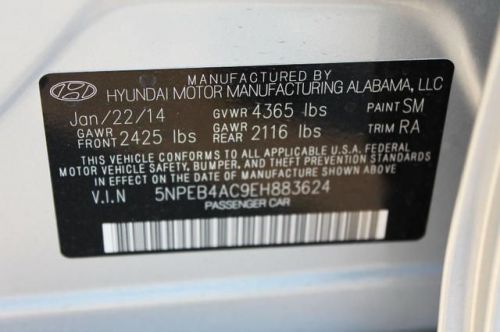 MANUFACTURED BY
HYUNDAI MOTOR MANUFACTURING ALABAMA, LLC
Jan/22/14 GVWR 4365 lbs PAINT SM
GAWR FRONT 2425 lbs GAWR REAR 2116 lbs TRIM RA
THIS VEHICLE CONFORMS TO ALL APPLICABLE U.S.A. FEDERAL
MOTOR VEHICLE SAFETY, BUMPER, AND THEFT PREVENTION STANDARDS
IN EFFECT ON THE DATE OF MANUFACTURE SHOWN ABOVE.
V.I.N 5NPEB4AC9EH883624
PASSENGER CAR